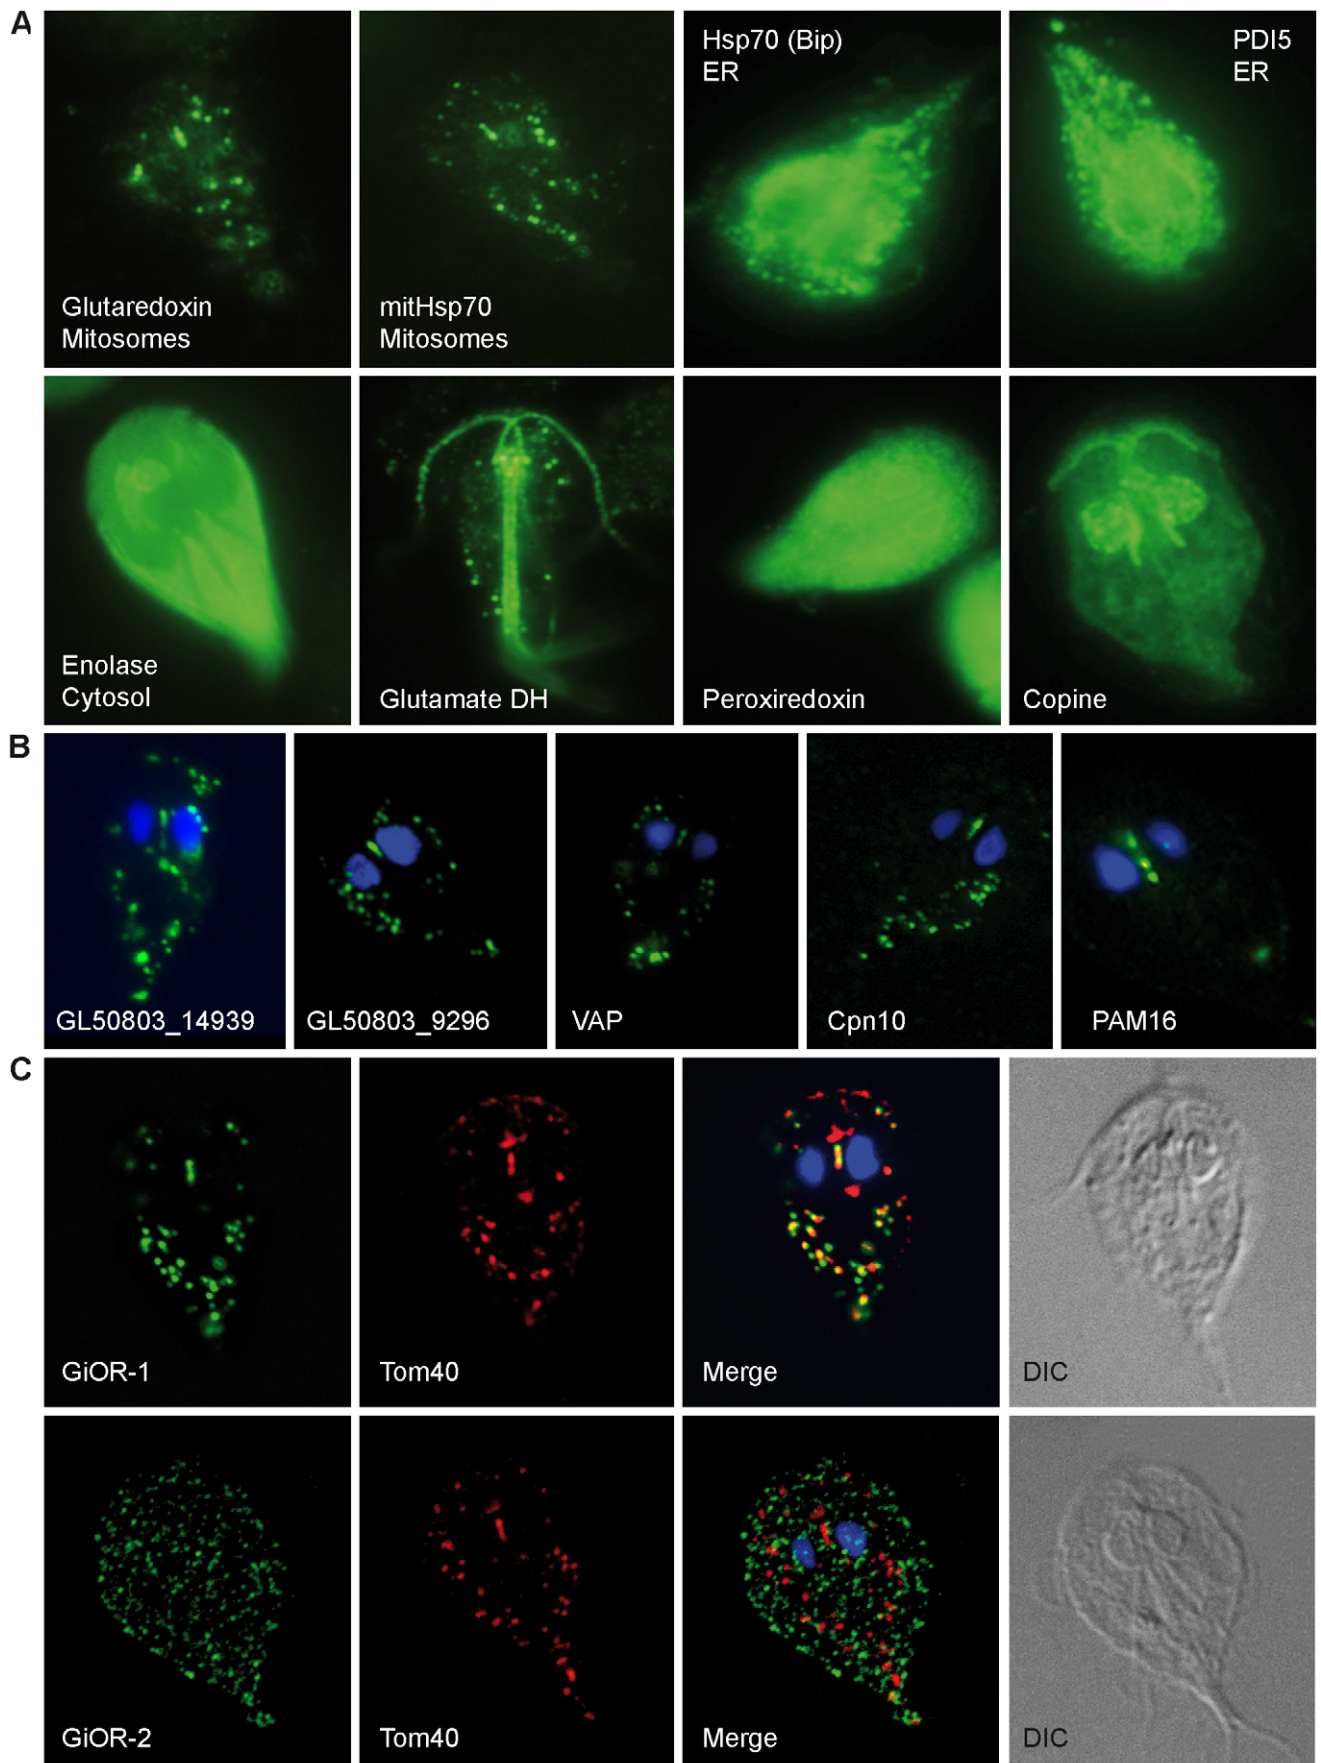 A
Glutaredoxin
Mitosomes
mitHsp70
Mitosomes
Hsp70 (Bip)
ER
PDI5
ER
Enolase
Cytosol
Glutamate DH
Peroxiredoxin
Copine
B
GL50803_14939
GL50803_9296
VAP
Cpn10
PAM16
C
GiOR-1
Tom40
Merge
DIC
GiOR-2
Tom40
Merge
DIC